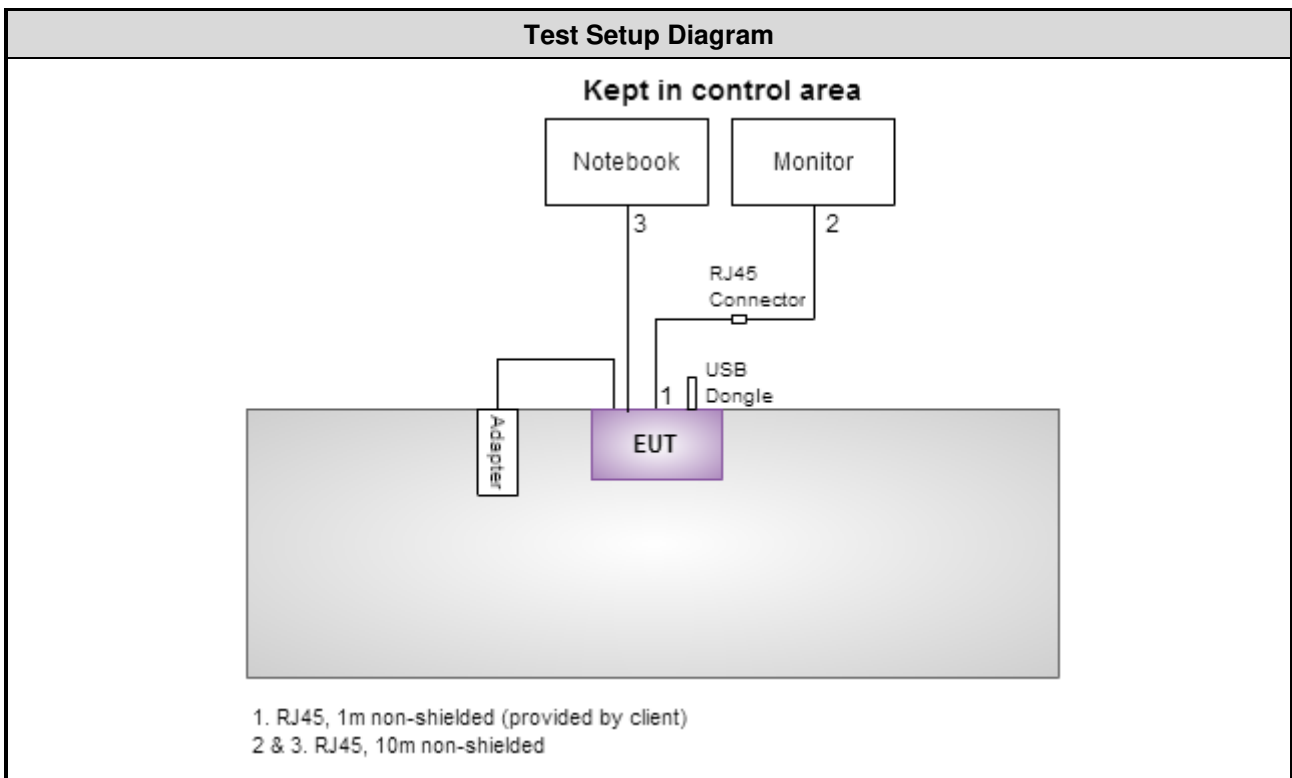 Test Setup Diagram
Kept in control area
Notebook
Monitor
3
2
RJ45
Connector
USB
1
Dongle
Adapter
EUT
1. RJ45, 1m non-shielded (provided by client)
2 & 3. RJ45, 10m non-shielded